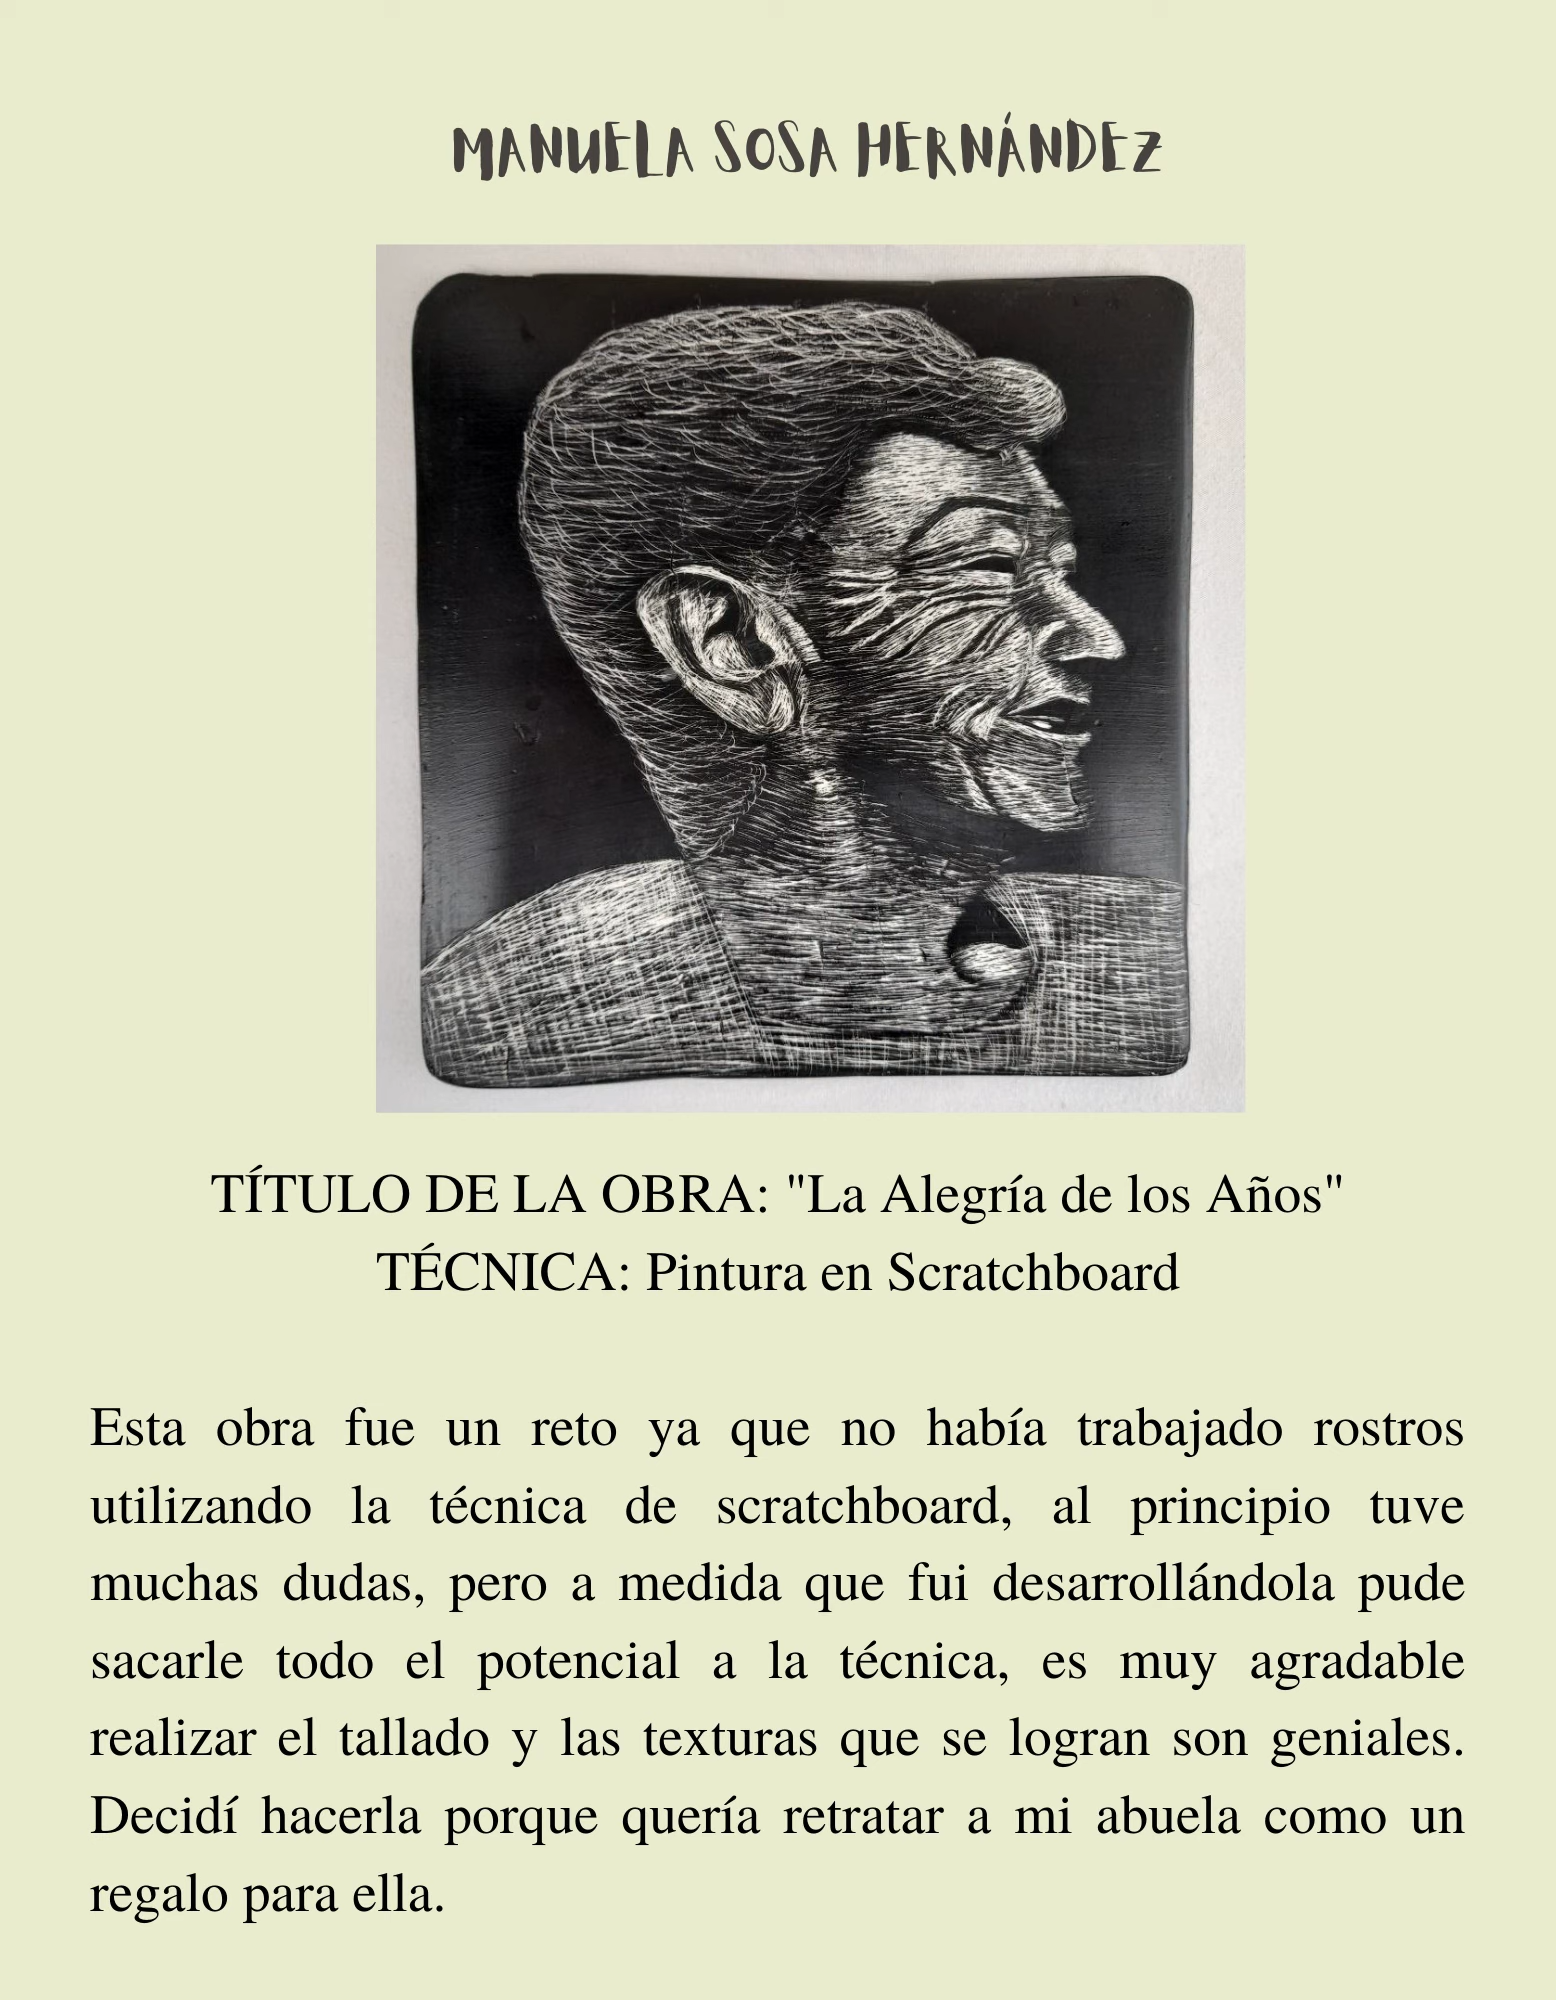 MANUELA SOSA HERNÁNDEZ
TÍTULO DE LA OBRA: "La Alegría de los Años"
TÉCNICA: Pintura en Scratchboard
Esta obra fue un reto ya que no había trabajado rostros
utilizando la técnica de scratchboard, al principio tuve
muchas dudas, pero a medida que fui desarrollándola pude
sacarle todo el potencial a la técnica, es muy agradable
realizar el tallado y las texturas que se logran son geniales.
Decidí hacerla porque quería retratar a mi abuela como un
regalo para ella.